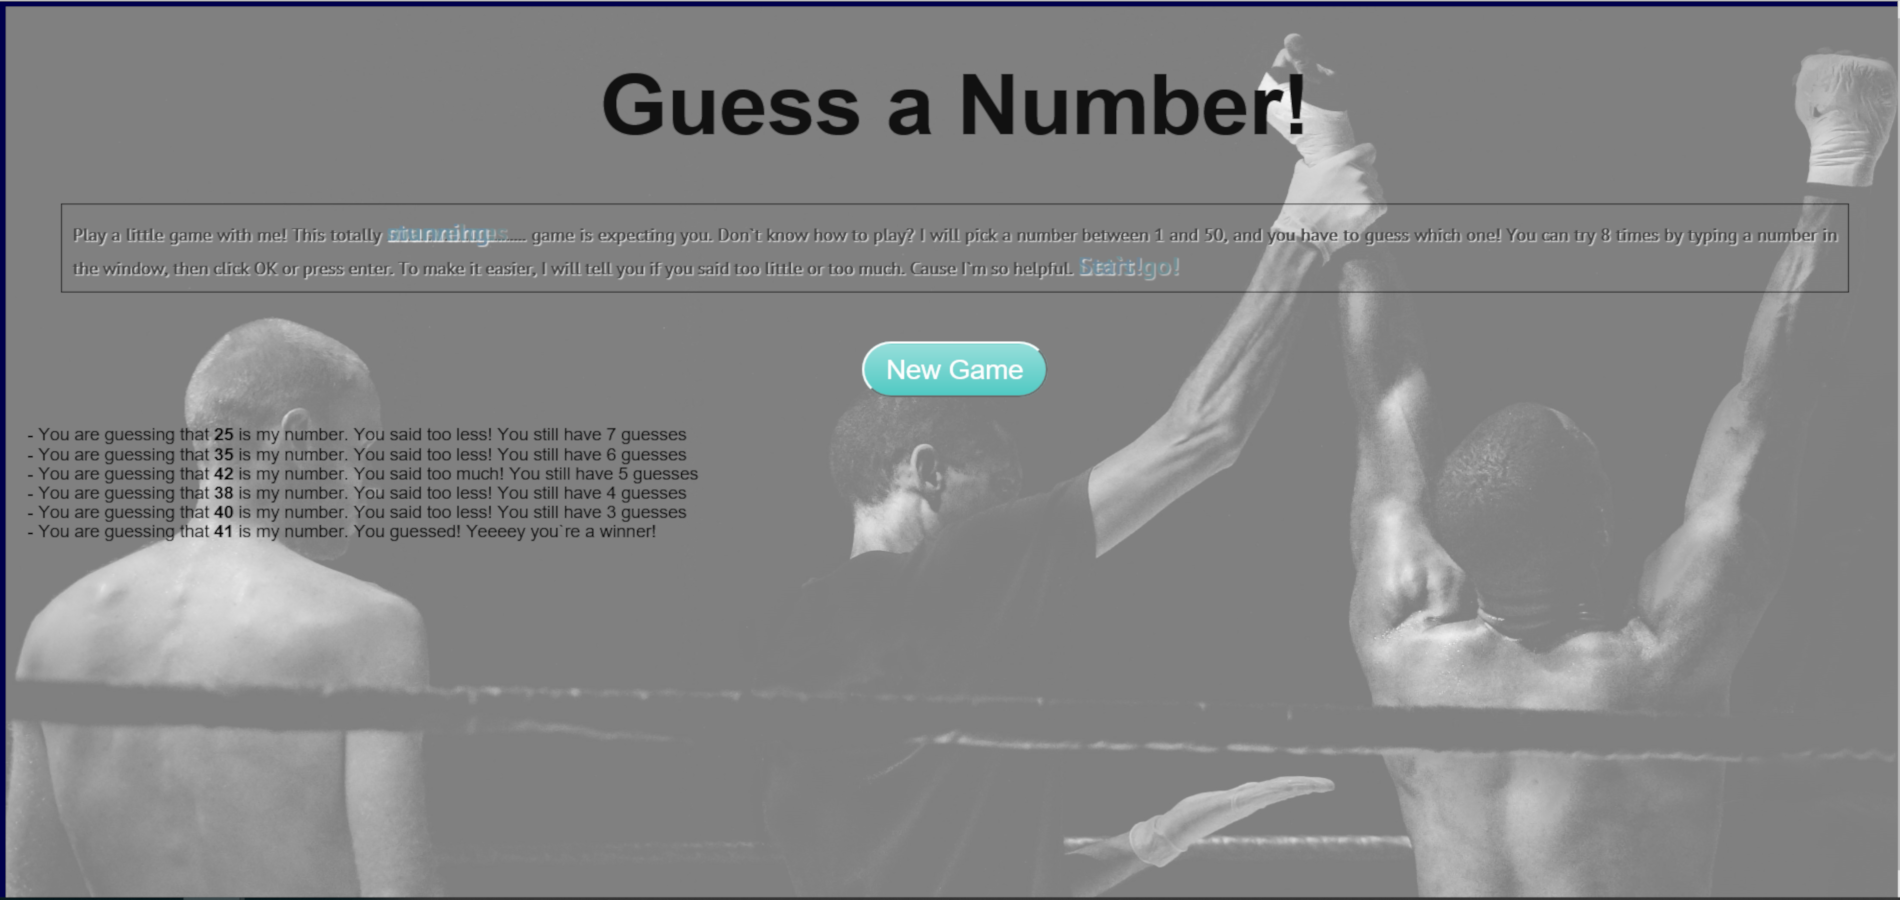 Guess a Number!
Play a little game with me! This totally ..... game is expecting you. Don`t know how to play? I will pick a number between 1 and 50, and you have to guess which one! You can try 8 times by typing a number in
the window, then click OK or press enter. To make it easier, I will tell you if you said too little or too much. Cause I`m so helpful.
New Game
- You are guessing that 25 is my number. You said too less! You still have 7 guesses
- You are guessing that 35 is my number. You said too less! You still have 6 guesses
- You are guessing that 42 is my number. You said too much! You still have 5 guesses
- You are guessing that 38 is my number. You said too less! You still have 4 guesses
- You are guessing that 40 is my number. You said too less! You still have 3 guesses
- You are guessing that 41 is my number. You guessed! Yeeeey you`re a winner!